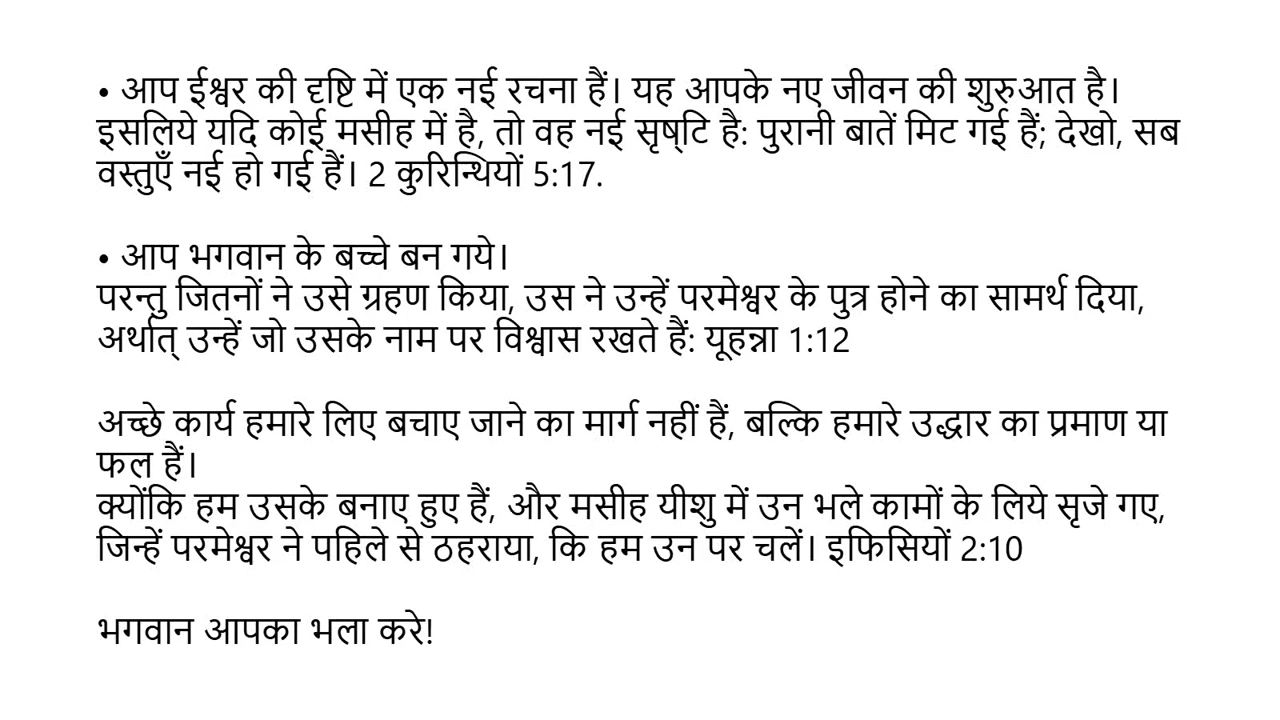 • आप ईश्वर की दृष्टि में एक नई रचना हैं। यह आपके नए जीवन की शुरुआत है।
इसलिये यदि कोई मसीह में है, तो वह नई सृष्‌टि है: पुरानी बातें मिट गई हैं; देखो, सब
वस्तुएँ नई हो गई हैं। 2 कुरिन्थियों 5:17.
• आप भगवान के बच्चे बन गये।
परन्तु जितनों ने उसे ग्रहण किया, उस ने उन्हें परमेश्वर के पुत्र होने का सामर्थ दिया,
अर्थात् उन्हें जो उसके नाम पर विश्वास रखते हैं: यूहन्ना 1:12
अच्छे कार्य हमारे लिए बचाए जाने का मार्ग नहीं हैं, बल्कि हमारे उद्धार का प्रमाण या
फल हैं।
क्योंकि हम उसके बनाए हुए हैं, और मसीह यीशु में उन भले कामों के लिये सृजे गए,
जिन्हें परमेश्वर ने पहिले से ठहराया, कि हम उन पर चलें। इफिसियों 2:10
भगवान आपका भला करे!